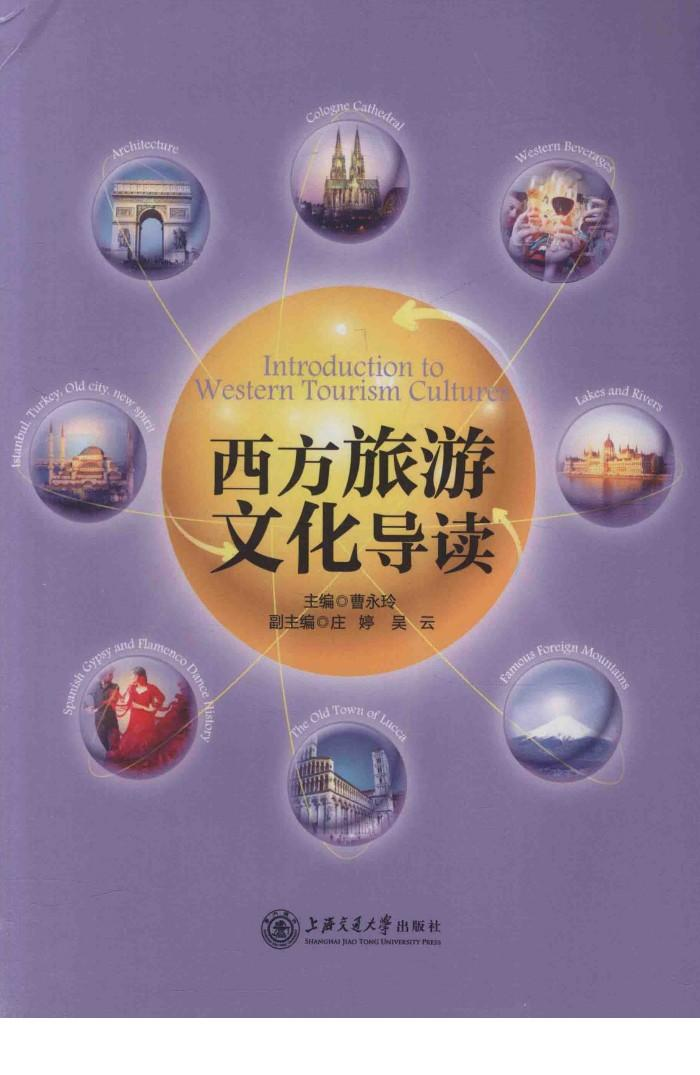 Cologne Cathedral
Architecture
Western Beverages
Introduction to
Western Tourism Cultures
Istanbul, Turkey, Old city, new spirit
Lakes and Rivers
西方旅游
文化导读
主编◎曹永玲
副主编◎庄 婷 吴 云
Spanish Gypsy and Flamenco Dance History
Famous Foreign Mountains
The Old Town of Lucca
上海交通大学出版社
SHANGHAI JIAO TONG UNIVERSITY PRESS